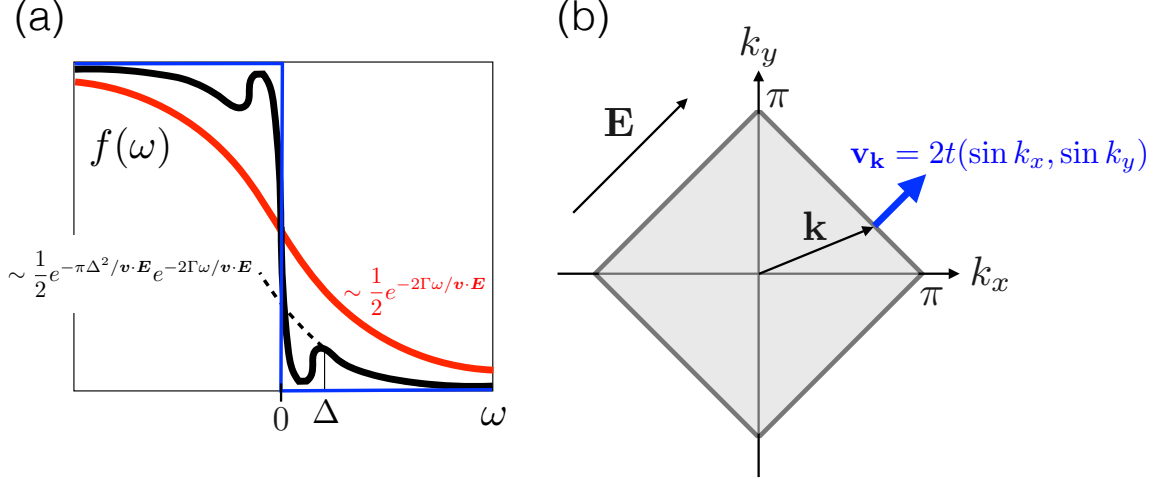 (a)
f(ω)
∼ 1/2 e^{−πΔ²/v·E} e^{−2Γω/v·E}
∼ 1/2 e^{−2Γω/v·E}
0
Δ
ω
(b)
k_y
π
E
v_k = 2t(sin k_x, sin k_y)
k
π
k_x